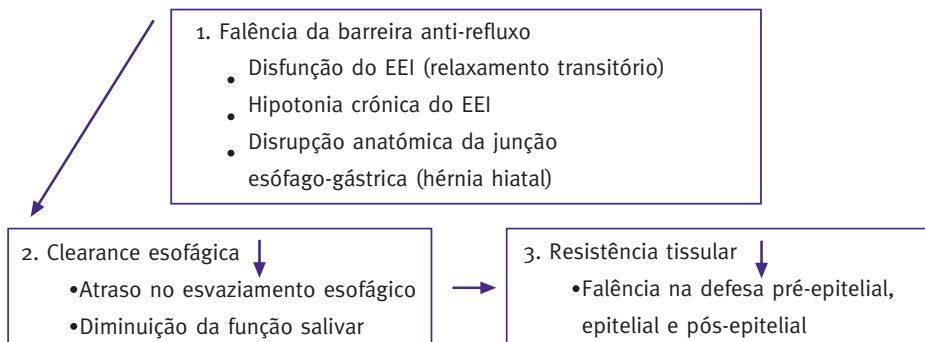 1. Falência da barreira anti-refluxo
• Disfunção do EEI (relaxamento transitório)
• Hipotonia crónica do EEI
• Disrupção anatómica da junção
esófago-gástrica (hérnia hiatal)
2. Clearance esofágica
•Atraso no esvaziamento esofágico
•Diminuição da função salivar
3. Resistência tissular
•Falência na defesa pré-epitelial,
epitelial e pós-epitelial